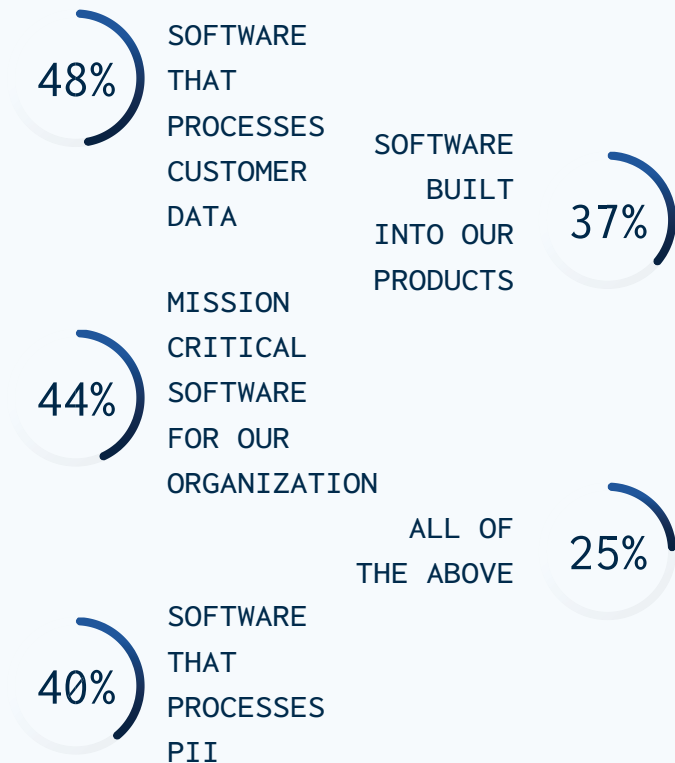 48%
SOFTWARE
THAT
PROCESSES
CUSTOMER
DATA
44%
MISSION
CRITICAL
SOFTWARE
FOR OUR
ORGANIZATION
40%
SOFTWARE
THAT
PROCESSES
PII
SOFTWARE
BUILT
INTO OUR
PRODUCTS
37%
ALL OF
THE ABOVE
25%